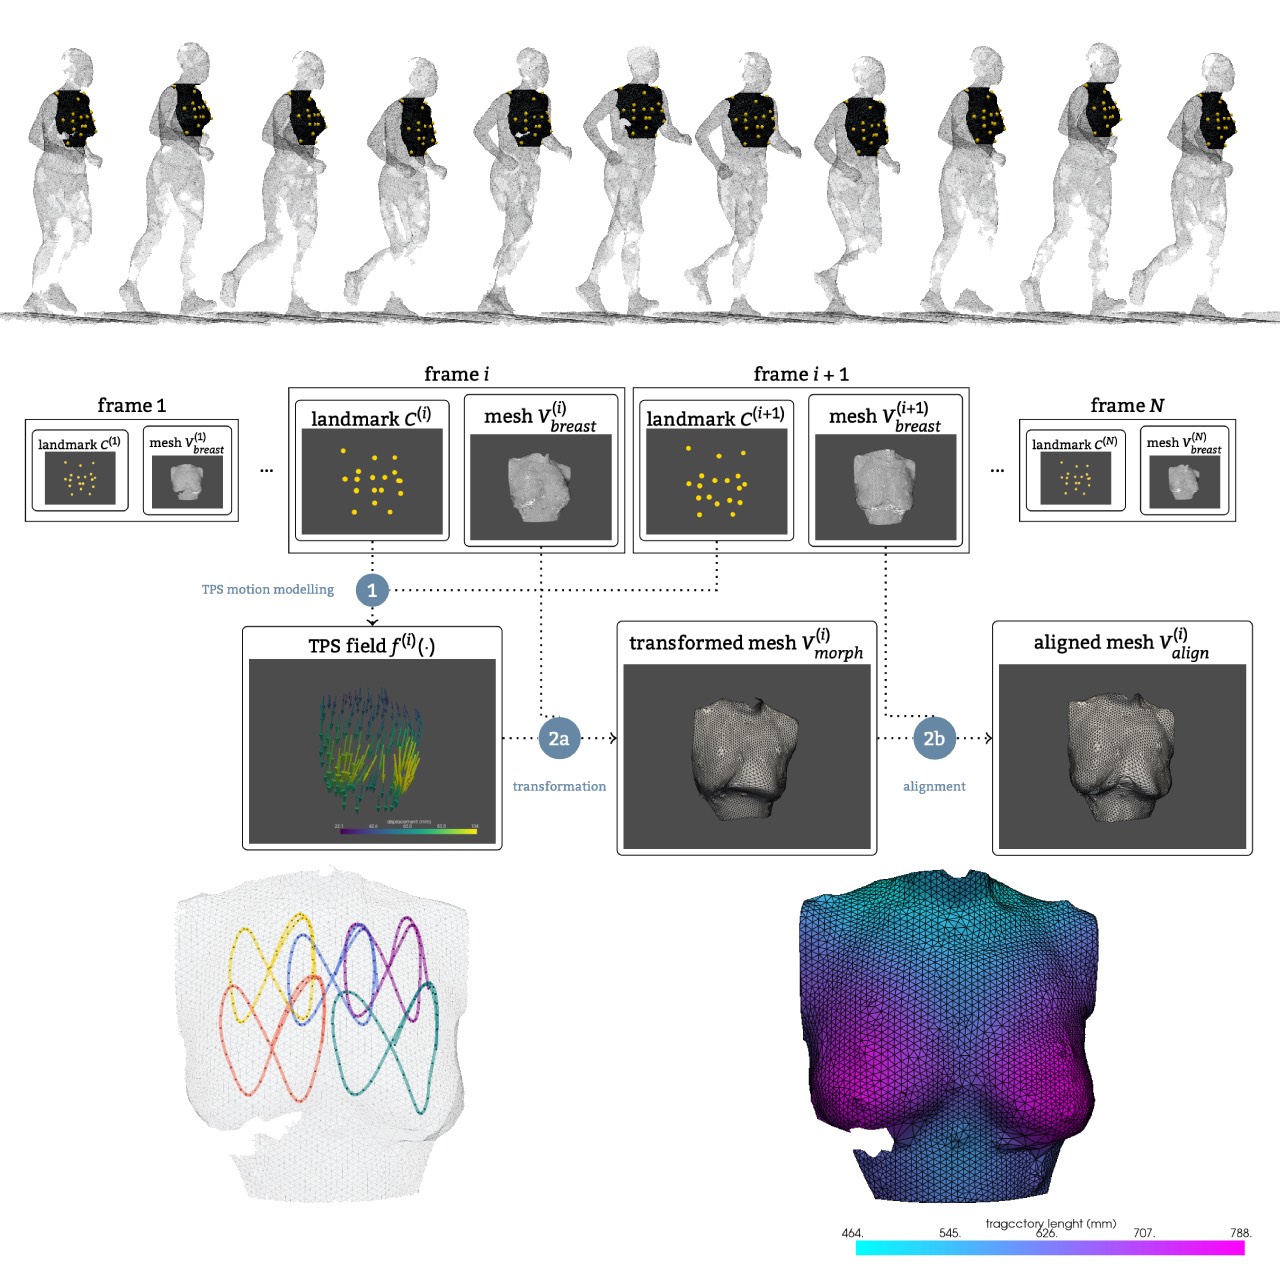 frame 1
landmark C(1)
mesh V(1)breast
...
frame i
landmark C(i)
mesh V(i)breast
frame i + 1
landmark C(i+1)
mesh V(i+1)breast
...
frame N
landmark C(N)
mesh V(N)breast
TPS motion modelling
1
TPS field f(i)(·)
displacement (mm)
2a
transformation
transformed mesh V(i)morph
2b
alignment
aligned mesh V(i)align
tragcctory lenght (mm)
464. 545. 626. 707. 788.